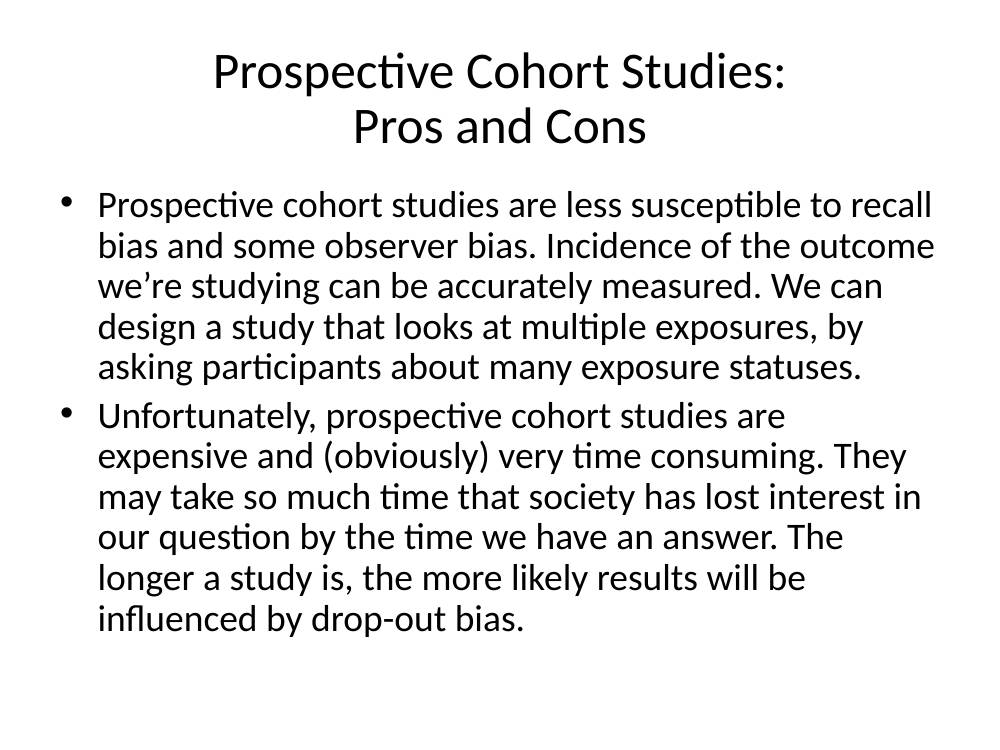 Prospective Cohort Studies:
Pros and Cons
• Prospective cohort studies are less susceptible to recall
bias and some observer bias. Incidence of the outcome
we’re studying can be accurately measured. We can
design a study that looks at multiple exposures, by
asking participants about many exposure statuses.
• Unfortunately, prospective cohort studies are
expensive and (obviously) very time consuming. They
may take so much time that society has lost interest in
our question by the time we have an answer. The
longer a study is, the more likely results will be
influenced by drop-out bias.